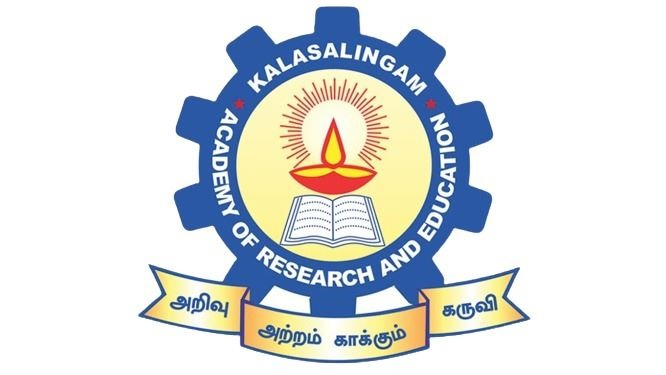 KALASALINGAM
ACADEMY OF RESEARCH AND EDUCATION
அறிவு
அற்றம் காக்கும்
கருவி